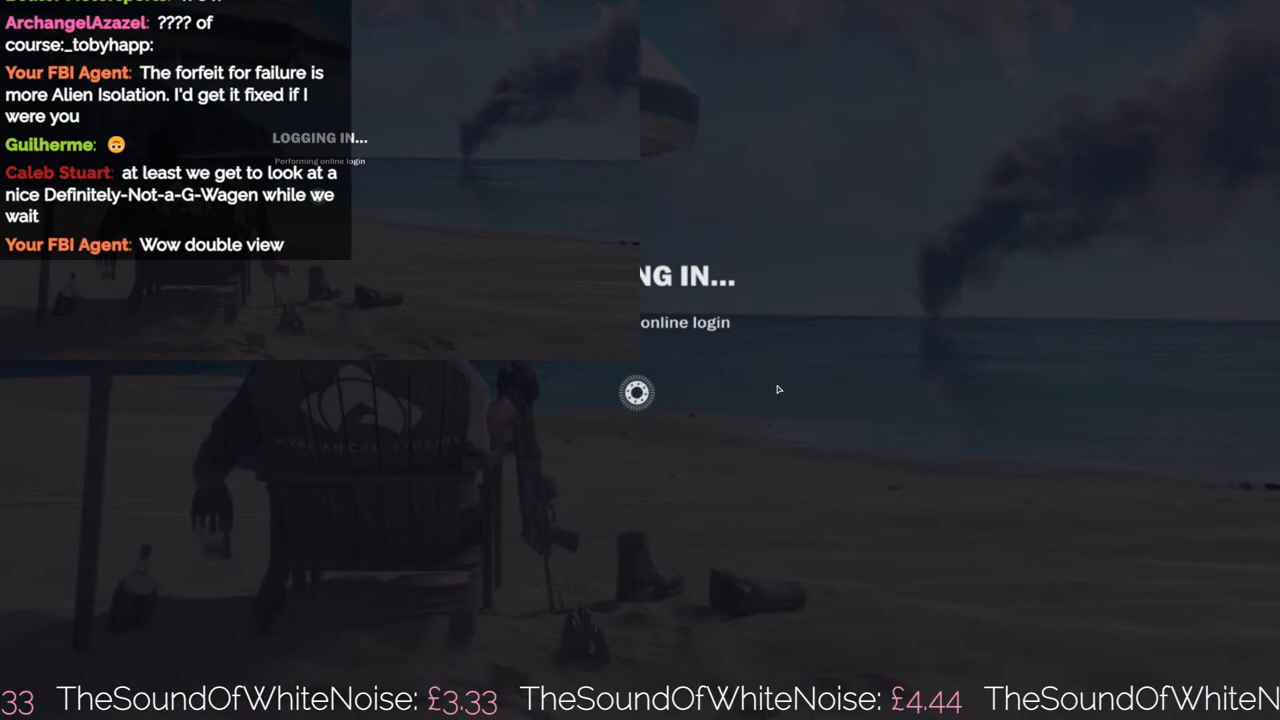 ArchangelAzazel: ???? of
course:_tobyhapp:
Your FBI Agent: The forfeit for failure is
more Alien Isolation. I'd get it fixed if I
were you
Guilherme: 🙃
Caleb Stuart: at least we get to look at a
nice Definitely-Not-a-G-Wagen while we
wait
Your FBI Agent: Wow double view
LOGGING IN...
Performing online login
NG IN...
online login
33 TheSoundOfWhiteNoise: £3.33 TheSoundOfWhiteNoise: £4.44 TheSoundOfWhiteN